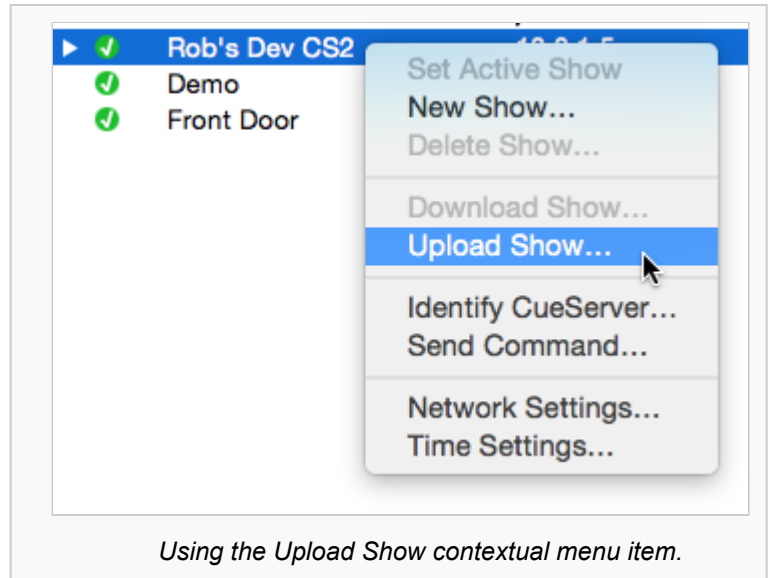 Rob's Dev CS2
Demo
Front Door
Set Active Show
New Show...
Delete Show...
Download Show...
Upload Show...
Identify CueServer...
Send Command...
Network Settings...
Time Settings...
Using the Upload Show contextual menu item.